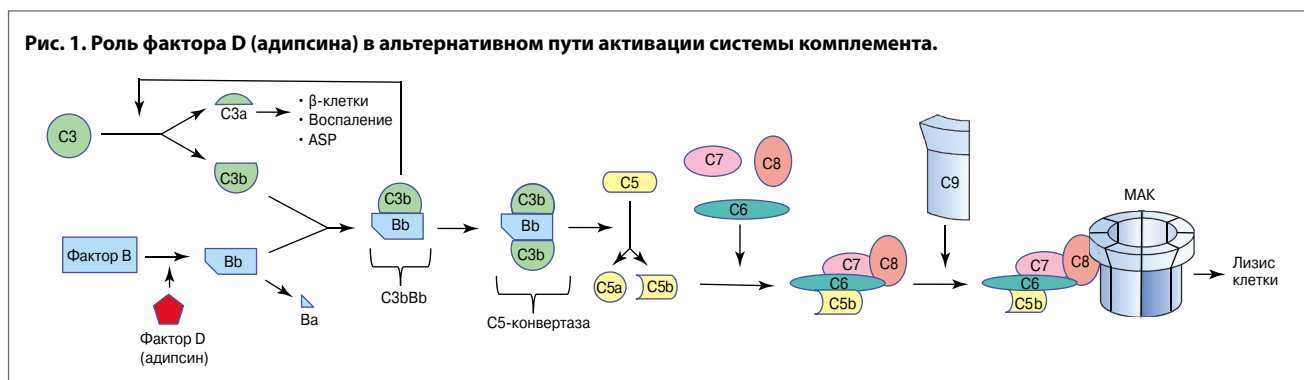 Рис. 1. Роль фактора D (адипсина) в альтернативном пути активации системы комплемента.
C3
C3a
· β-клетки
· Воспаление
· ASP
C3b
Фактор B
Фактор D
(адипсин)
Bb
Ba
C3b
Bb
C3bBb
C3b
Bb
C3b
C5-конвертаза
C5
C5a
C5b
C7
C8
C6
C7
C8
C6
C5b
C9
C7
C8
C6
C5b
МАК
Лизис
клетки